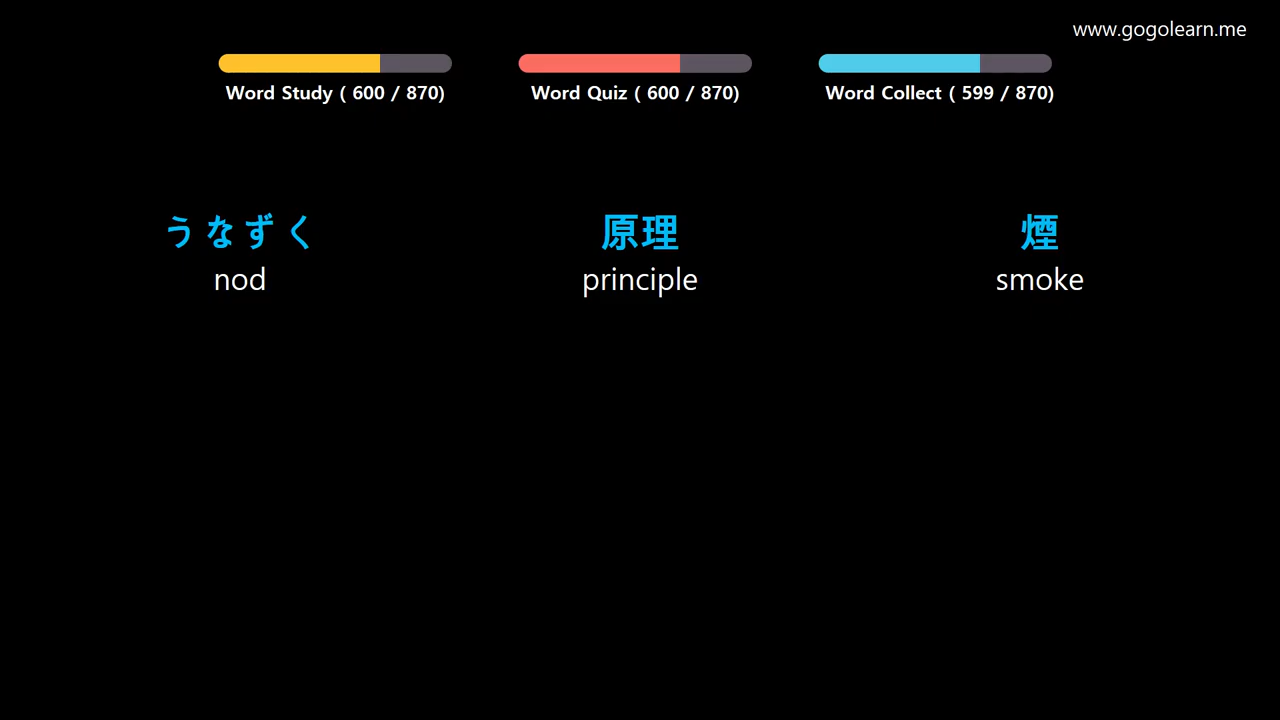 www.gogolearn.me
Word Study ( 600 / 870)
Word Quiz ( 600 / 870)
Word Collect ( 599 / 870)
うなずく
nod
原理
principle
煙
smoke